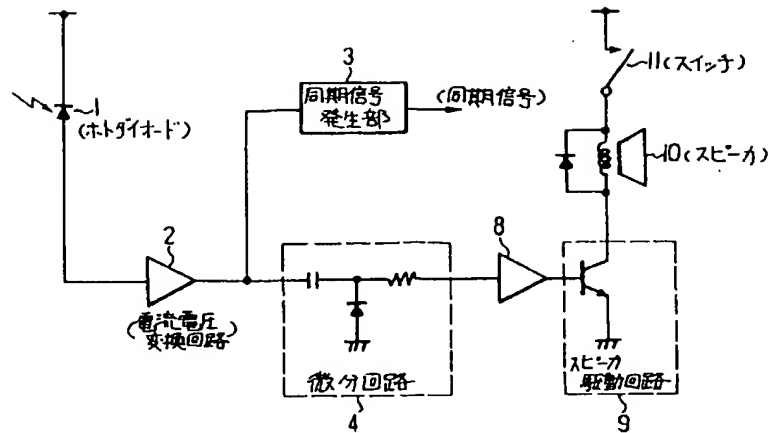 1
(ホトダイオード)
2
(電流電圧
変換回路)
3
同期信号
発生部
(同期信号)
微分回路
4
8
11(スイッチ)
10(スピーカ)
スピーカ
駆動回路
9